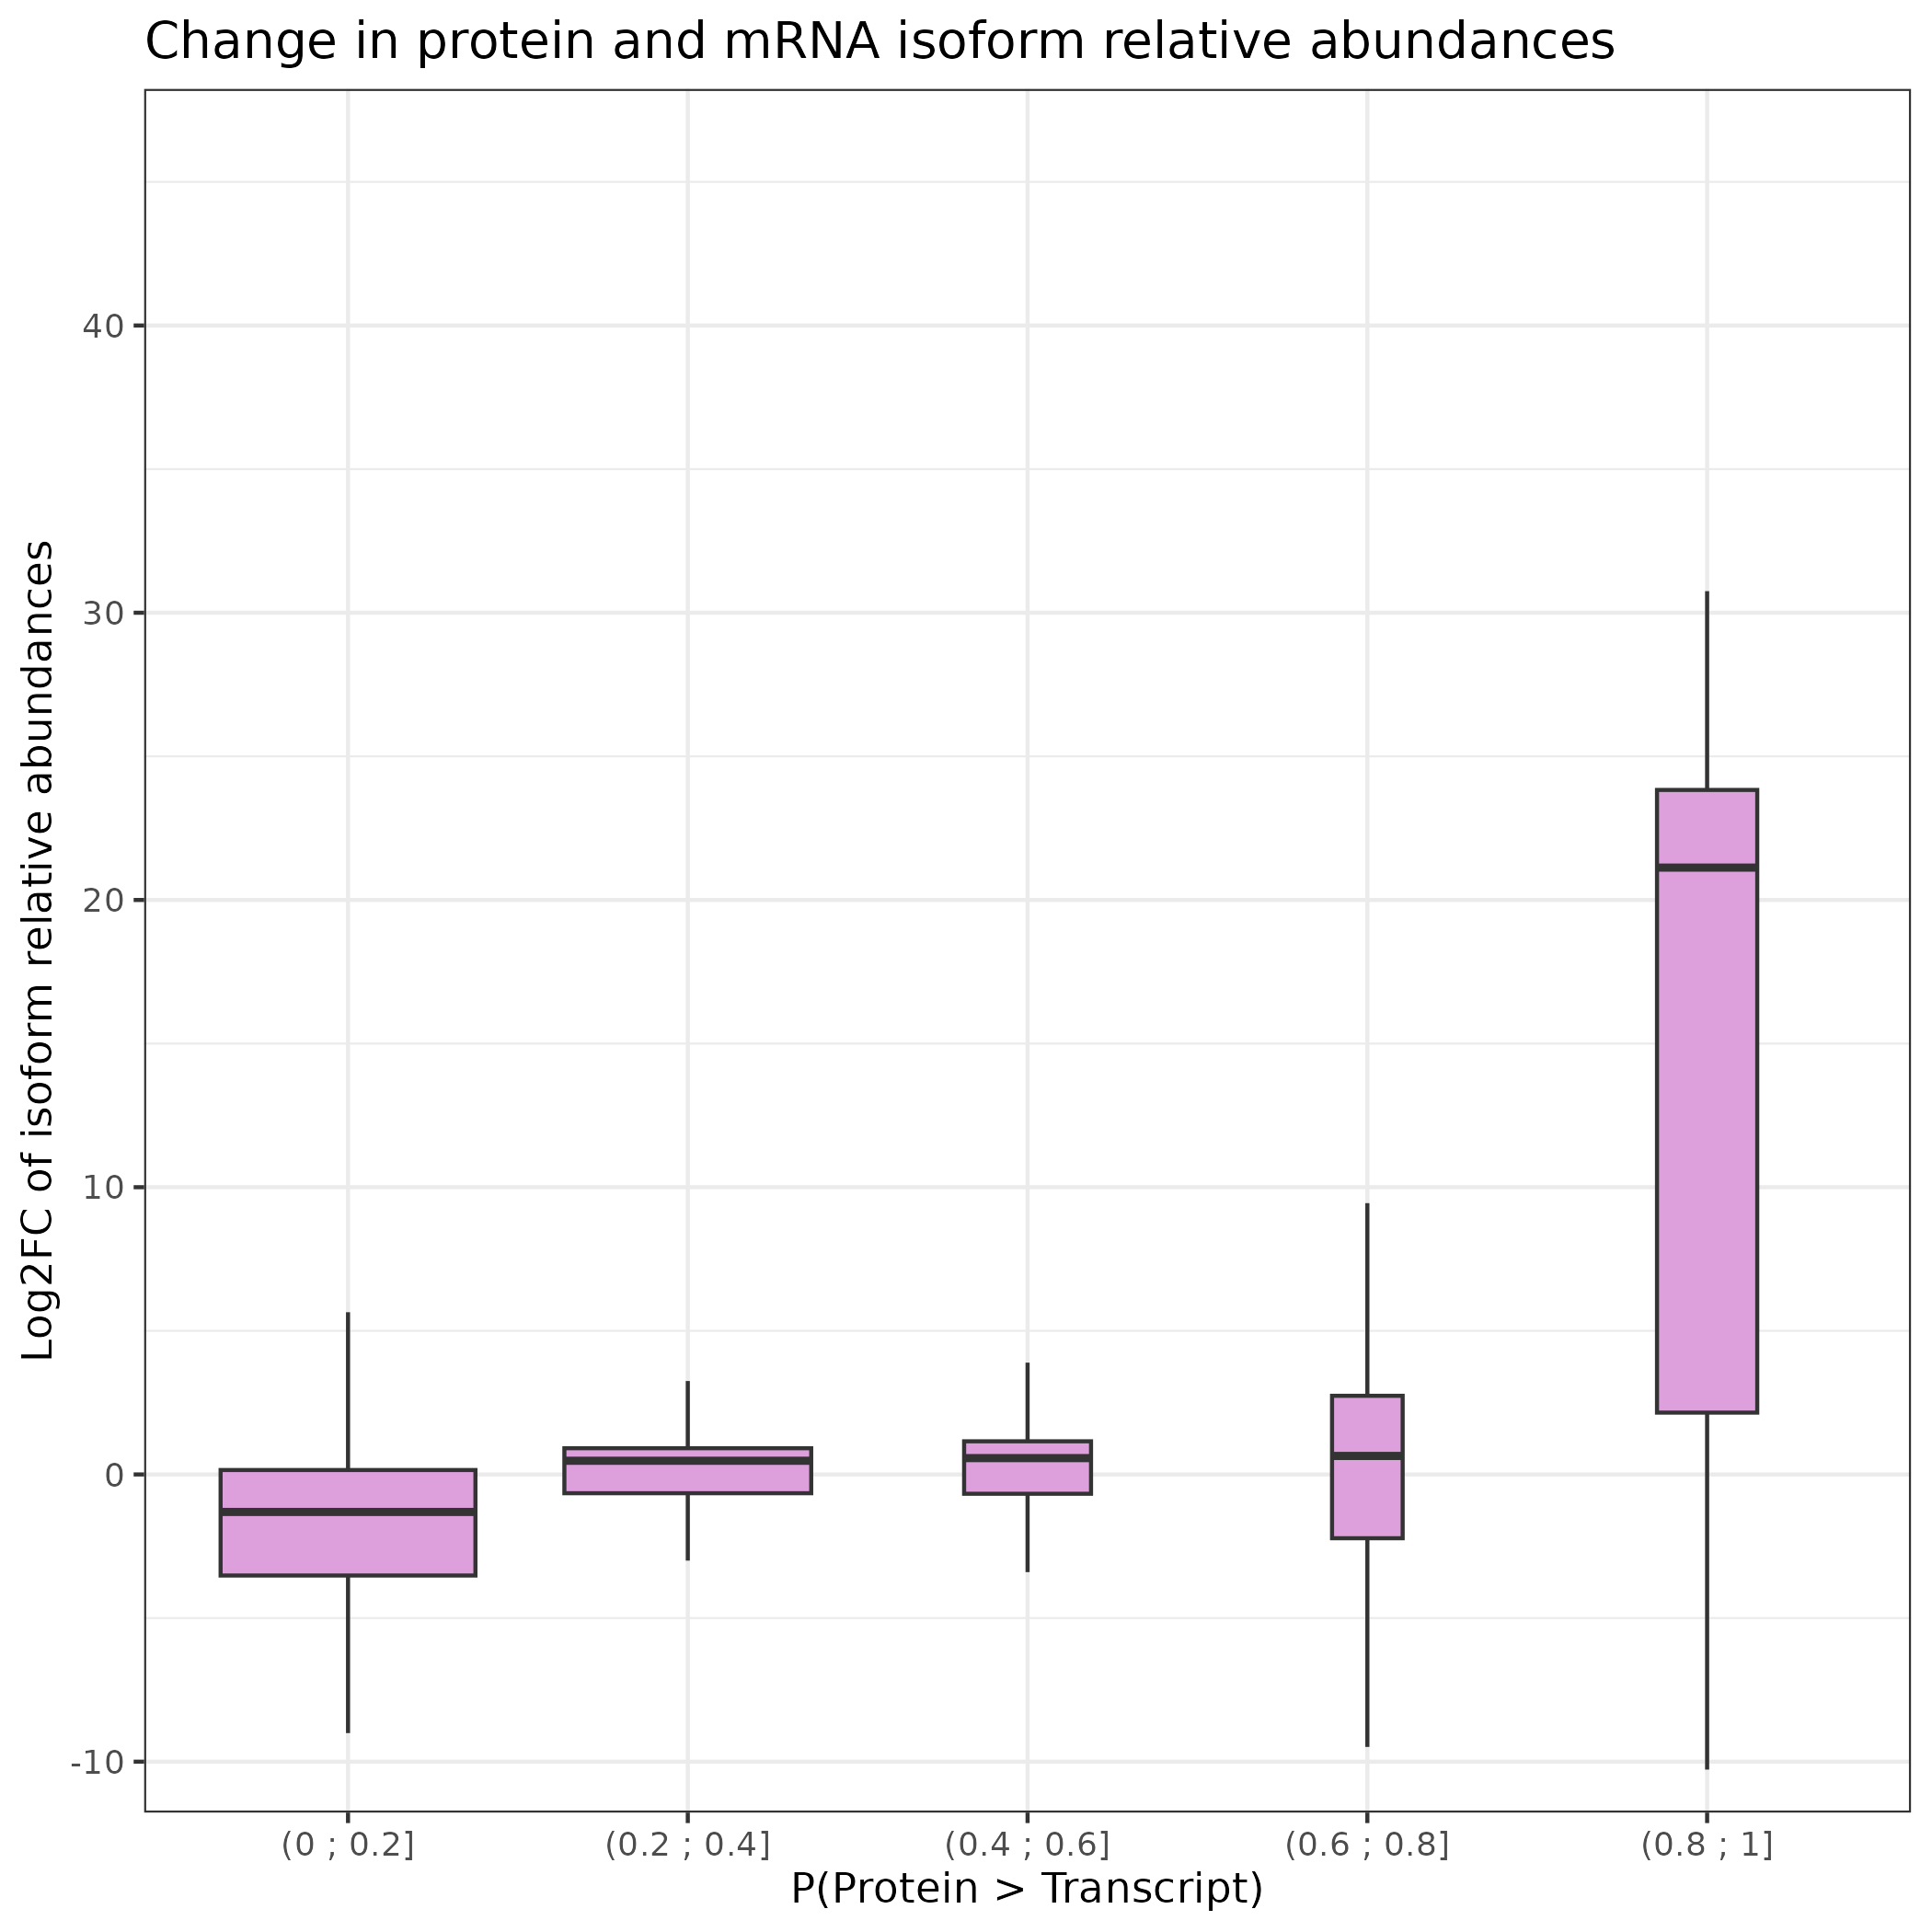 Change in protein and mRNA isoform relative abundances
Log2FC of isoform relative abundances
40
30
20
10
0
-10
(0 ; 0.2]
(0.2 ; 0.4]
(0.4 ; 0.6]
(0.6 ; 0.8]
(0.8 ; 1]
P(Protein > Transcript)